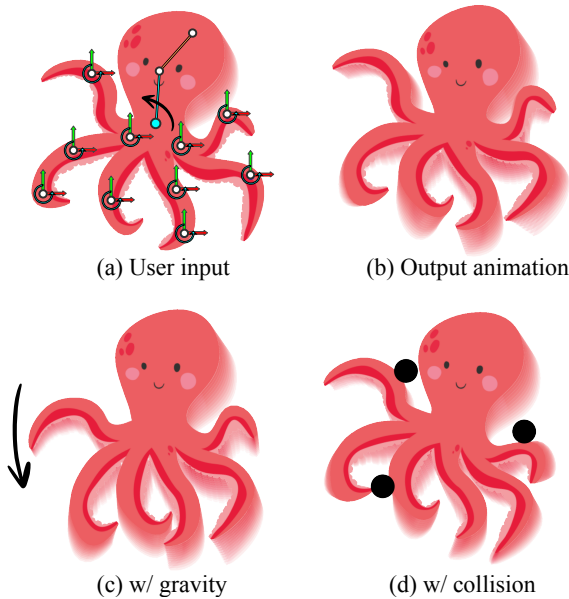 (a) User input
(b) Output animation
(c) w/ gravity
(d) w/ collision